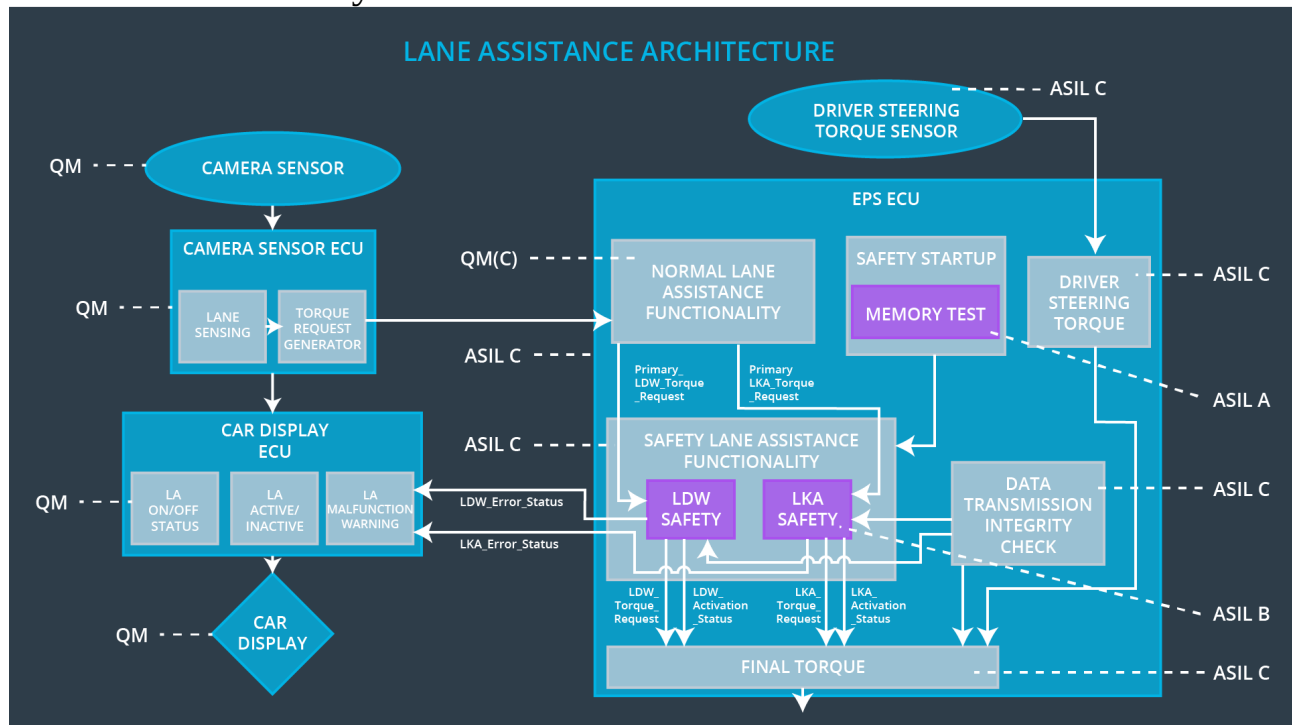 LANE ASSISTANCE ARCHITECTURE
ASIL C
DRIVER STEERING
TORQUE SENSOR
QM
CAMERA SENSOR
EPS ECU
CAMERA SENSOR ECU
QM(C)
NORMAL LANE
ASSISTANCE
FUNCTIONALITY
SAFETY STARTUP
MEMORY TEST
DRIVER
STEERING
TORQUE
ASIL C
QM
LANE
SENSING
TORQUE
REQUEST
GENERATOR
ASIL C
Primary_
LDW_Torque
_Request
Primary
LKA_Torque
_Request
ASIL A
CAR DISPLAY
ECU
ASIL C
SAFETY LANE ASSISTANCE
FUNCTIONALITY
QM
LA
ON/OFF
STATUS
LA
ACTIVE/
INACTIVE
LA
MALFUNCTION
WARNING
LDW_Error_Status
LKA_Error_Status
LDW
SAFETY
LKA
SAFETY
DATA
TRANSMISSION
INTEGRITY
CHECK
ASIL C
LDW_
Torque_
Request
LDW_
Activation
_Status
LKA_
Torque_
Request
LKA_
Activation
_Status
ASIL B
QM
CAR
DISPLAY
FINAL TORQUE
ASIL C